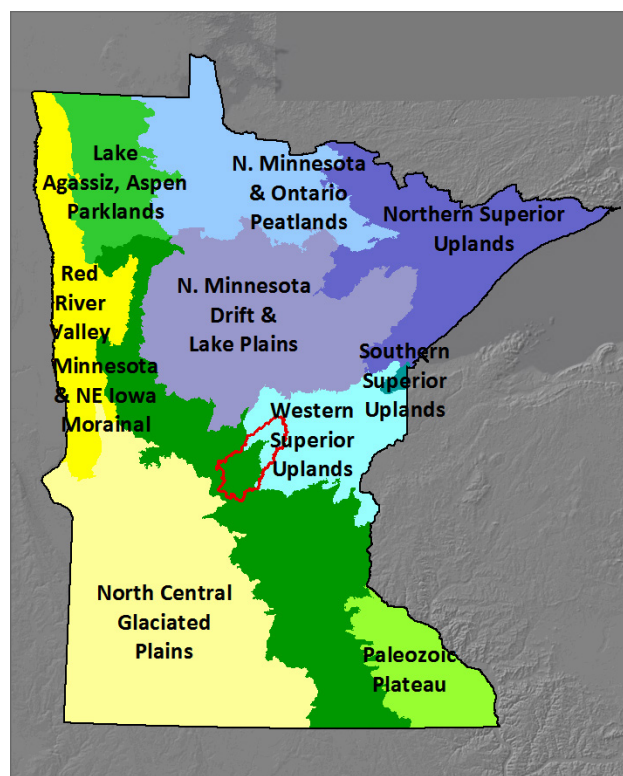 Lake
Agassiz, Aspen
Parklands
N. Minnesota
& Ontario
Peatlands
Northern Superior
Uplands
Red
River
Valley
N. Minnesota
Drift &
Lake Plains
Minnesota
& NE Iowa
Morainal
Southern
Superior
Uplands
Western
Superior
Uplands
North Central
Glaciated
Plains
Paleozoic
Plateau